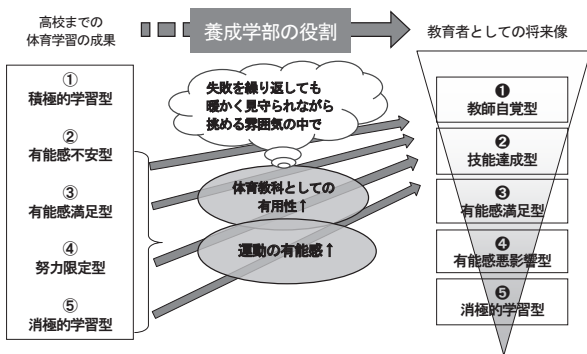 高校までの
体育学習の成果
養成学部の役割
教育者としての将来像
①
積極的学習型
②
有能感不安型
③
有能感満足型
④
努力限定型
⑤
消極的学習型
失敗を繰り返しても
暖かく見守られながら
挑める雰囲気の中で
体育教科としての
有用性↑
運動の有能感↑
❶
教師自覚型
❷
技能達成型
❸
有能感満足型
❹
有能感悪影響型
❺
消極的学習型